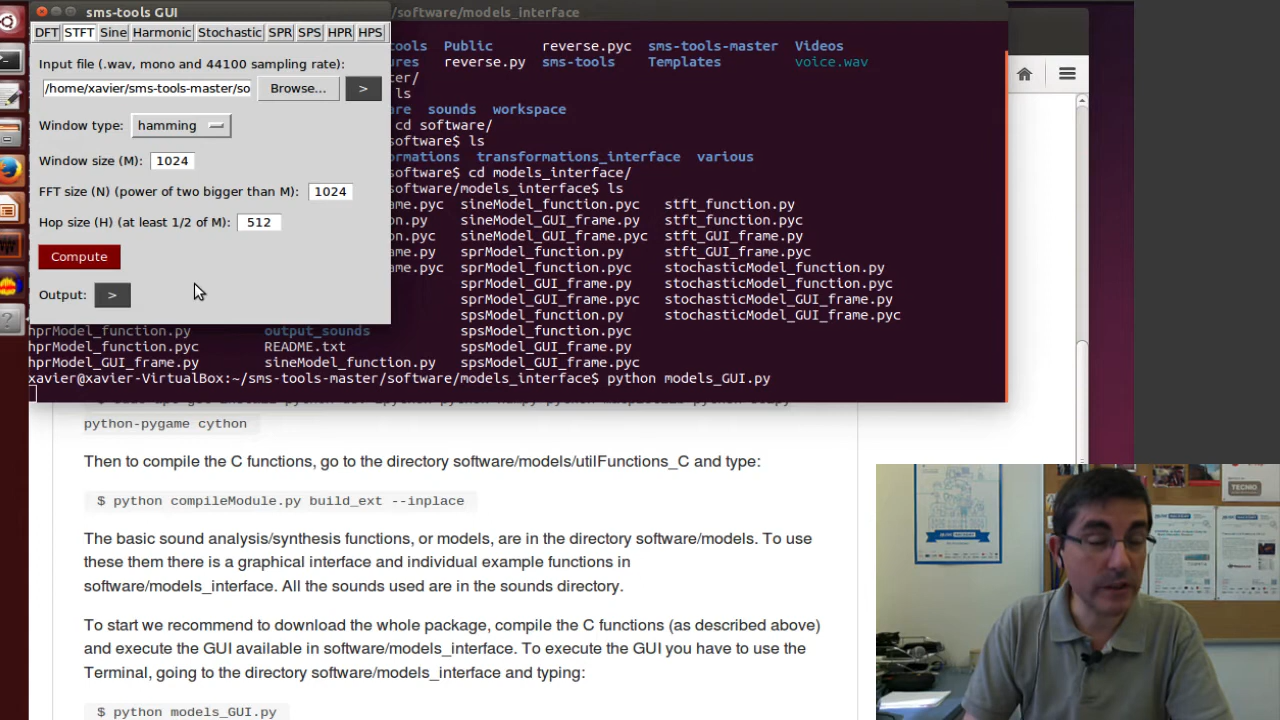 sms-tools GUI
/software/models_interface
DFT STFT Sine Harmonic Stochastic SPR SPS HPR HPS
Input file (.wav, mono and 44100 sampling rate):
/home/xavier/sms-tools-master/so Browse... >
Window type: hamming
Window size (M): 1024
FFT size (N) (power of two bigger than M): 1024
Hop size (H) (at least 1/2 of M): 512
Compute
Output: >
tools Public reverse.pyc sms-tools-master Videos
ures reverse.py sms-tools Templates voice.wav
ter/
ls
are sounds workspace
cd software/
software$ ls
ormations transformations_interface various
software$ cd models_interface/
software/models_interface$ ls
rame.pyc sineModel_function.pyc stft_function.py
on.py sineModel_GUI_frame.py stft_function.pyc
on.pyc sineModel_GUI_frame.pyc stft_GUI_frame.py
rame.py sprModel_function.py stft_GUI_frame.pyc
rame.pyc sprModel_function.pyc stochasticModel_function.py
sprModel_GUI_frame.py stochasticModel_function.pyc
sprModel_GUI_frame.pyc stochasticModel_GUI_frame.py
spsModel_function.py stochasticModel_GUI_frame.pyc
hprModel_function.py output_sounds spsModel_function.pyc
hprModel_function.pyc README.txt spsModel_GUI_frame.py
hprModel_GUI_frame.py sineModel_function.py spsModel_GUI_frame.pyc
xavier@xavier-VirtualBox:~/sms-tools-master/software/models_interface$ python models_GUI.py
python-pygame cython
Then to compile the C functions, go to the directory software/models/utilFunctions_C and type:
$ python compileModule.py build_ext --inplace
The basic sound analysis/synthesis functions, or models, are in the directory software/models. To use
these them there is a graphical interface and individual example functions in
software/models_interface. All the sounds used are in the sounds directory.
To start we recommend to download the whole package, compile the C functions (as described above)
and execute the GUI available in software/models_interface. To execute the GUI you have to use the
Terminal, going to the directory software/models_interface and typing:
$ python models_GUI.py
TECNIO